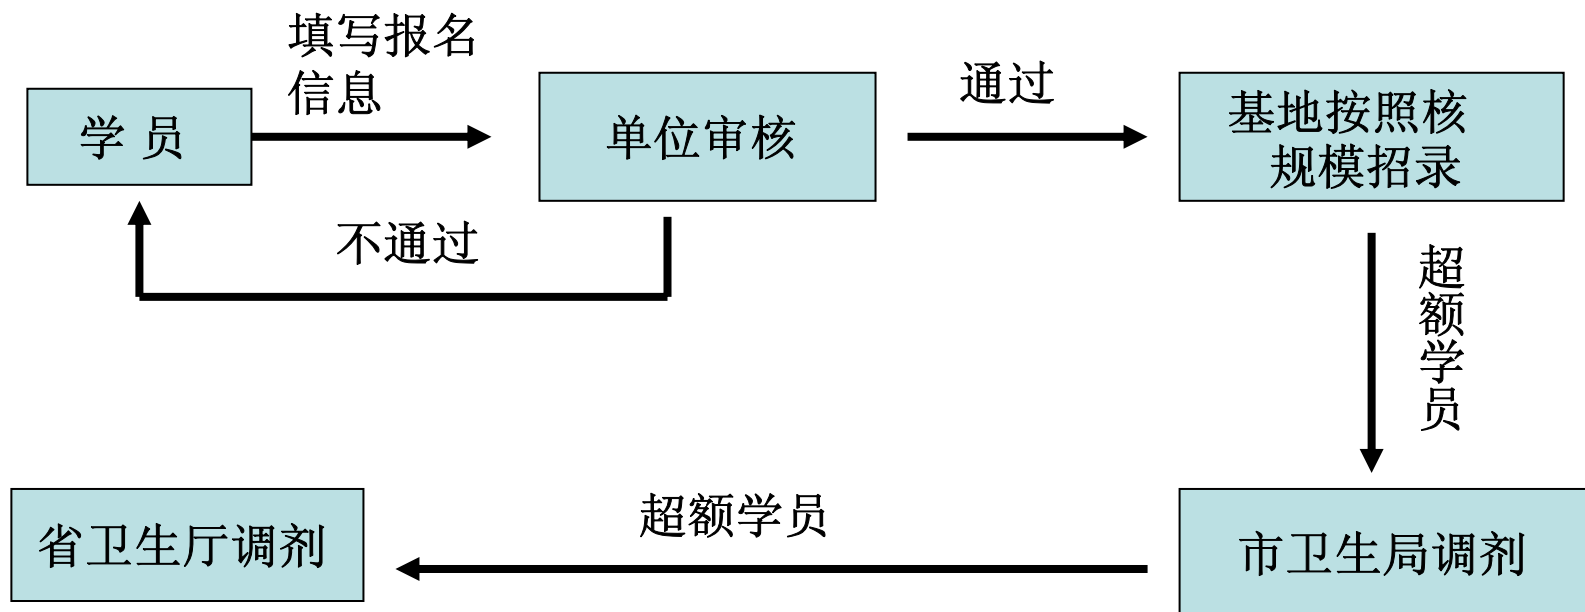 填写报名
信息
学 员
单位审核
通过
基地按照核
规模招录
不通过
超额学员
省卫生厅调剂
超额学员
市卫生局调剂